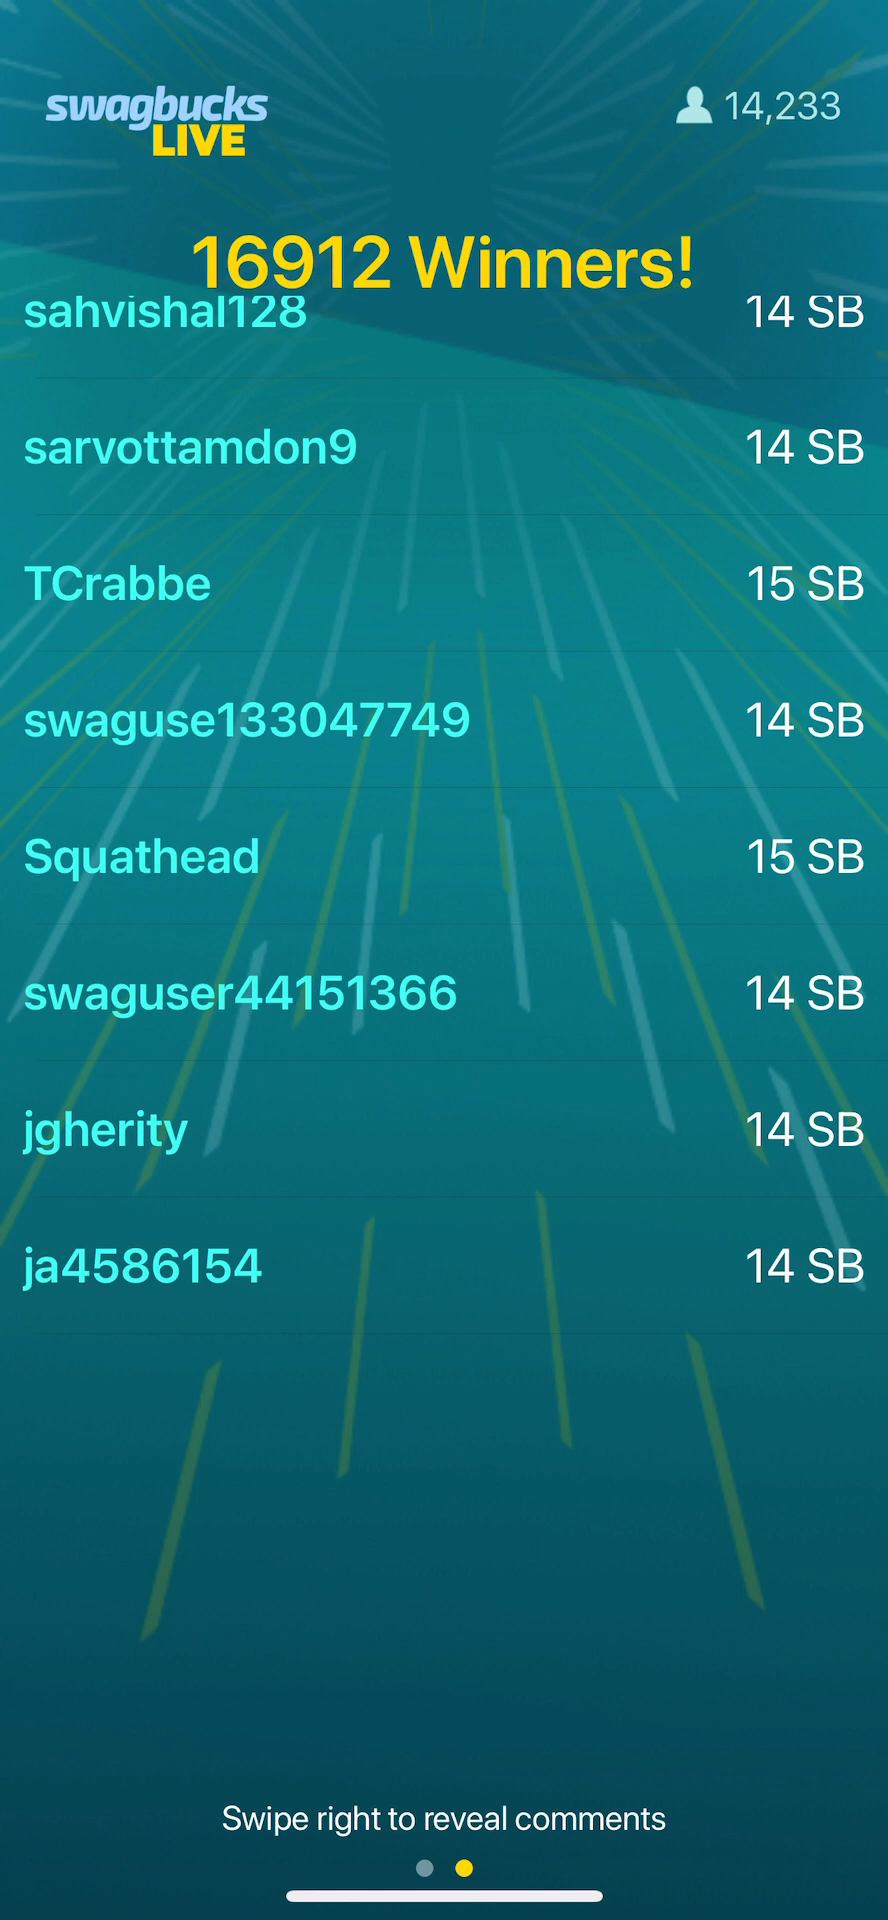 swagbucks
LIVE
14,233
16912 Winners!
sahvishal128 14 SB
sarvottamdon9 14 SB
TCrabbe 15 SB
swaguse133047749 14 SB
Squathead 15 SB
swaguser44151366 14 SB
jgherity 14 SB
ja4586154 14 SB
Swipe right to reveal comments